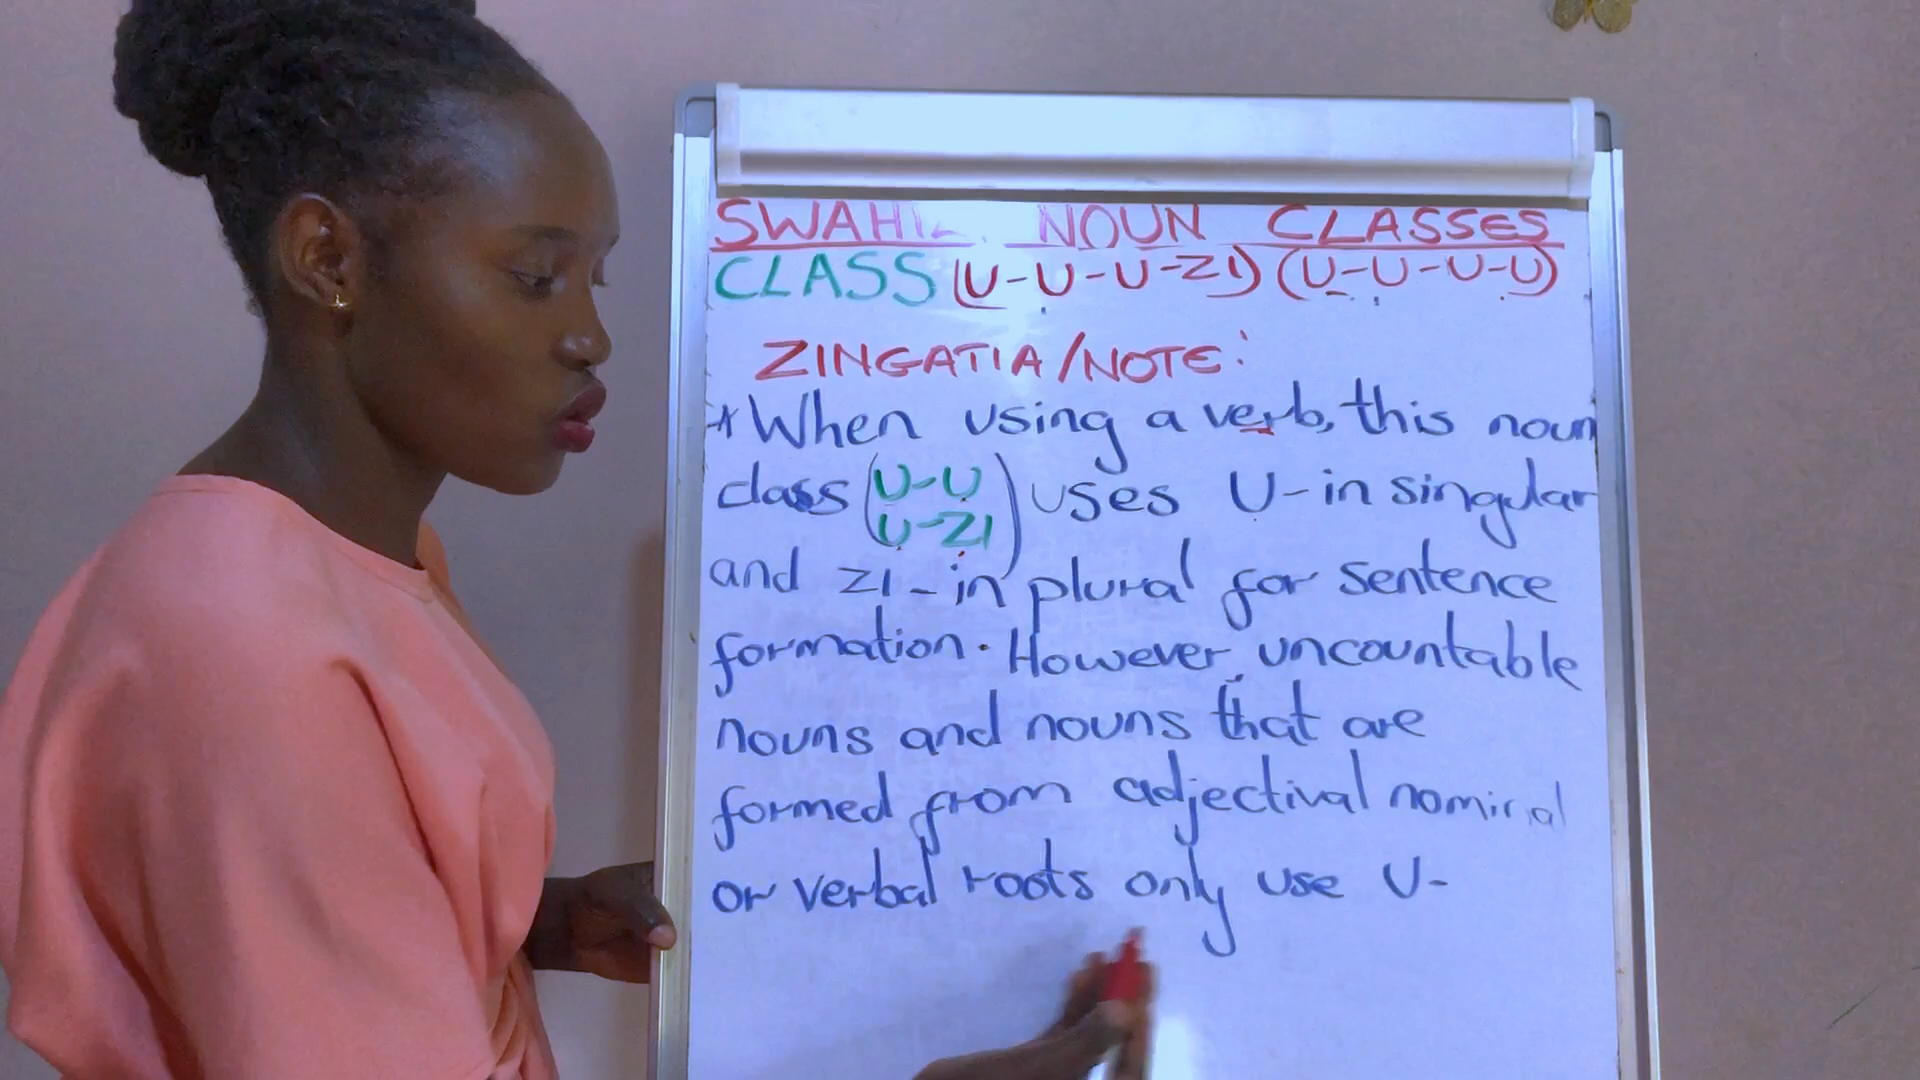 SWAHILI NOUN CLASSES
CLASS (U-U-U-ZI) (U-U-U-U)
ZINGATIA/NOTE:
*When using a verb, this noun
class (U-U U-ZI) uses U-in singular
and ZI-in plural for sentence
formation. However uncountable
nouns and nouns that are
formed from adjectival nominal
or verbal roots only use U-